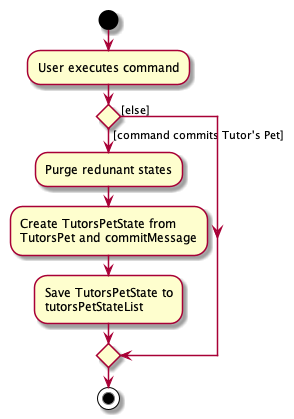 User executes command
[else]
[command commits Tutor's Pet]
Purge redunant states
Create TutorsPetState from
TutorsPet and commitMessage
Save TutorsPetState to
tutorsPetStateList